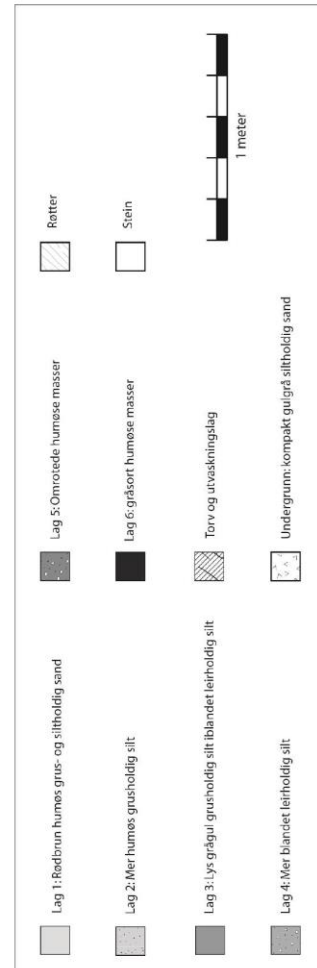 Lag 1: Rødbrun humøs grus- og siltholdig sand
Lag 2: Mer humøs grusholdig silt
Lag 3: Lys grågul grusholdig silt iblandet leirholdig silt
Lag 4: Mer blandet leirholdig silt
Lag 5: Omrotede humøse masser
Lag 6: gråsort humøse masser
Torv og utvaskningslag
Undergrunn: kompakt gulgrå siltholdig sand
Røtter
Stein
1 meter